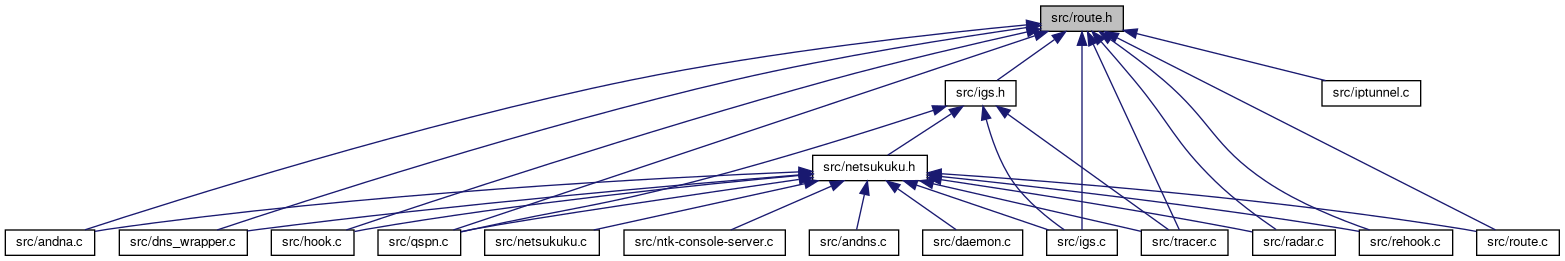 src/route.h
src/igs.h
src/iptunnel.c
src/netsukuku.h
src/andna.c
src/dns_wrapper.c
src/hook.c
src/qspn.c
src/netsukuku.c
src/ntk-console-server.c
src/andns.c
src/daemon.c
src/igs.c
src/tracer.c
src/radar.c
src/rehook.c
src/route.c